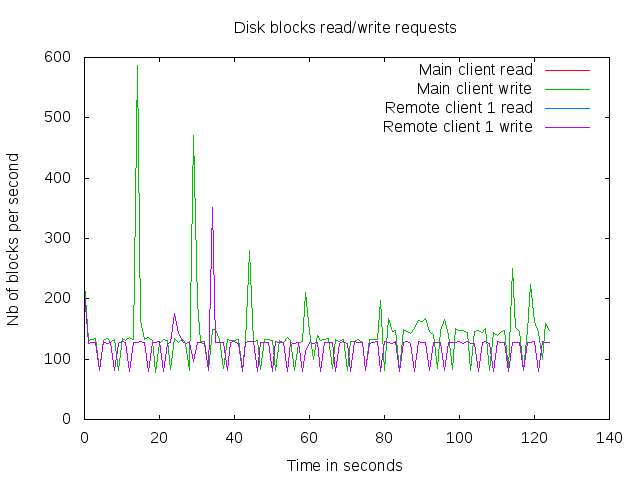 Disk blocks read/write requests
Nb of blocks per second
600
500
400
300
200
100
0
Main client read
Main client write
Remote client 1 read
Remote client 1 write
0 20 40 60 80 100 120 140
Time in seconds